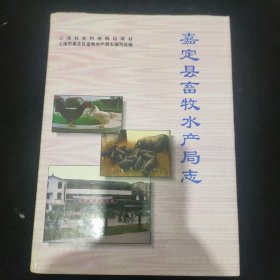 上海社会科学院出版社
上海市嘉定区畜牧水产局志编写组编
嘉定县畜牧水产局志